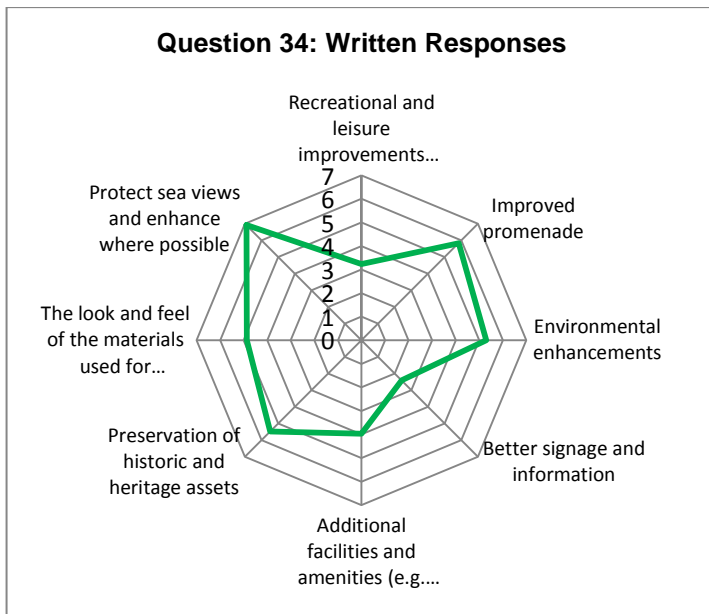 Question 34: Written Responses
Recreational and
leisure
improvements…
Improved
promenade
Environmental
enhancements
Better signage and
information
Additional
facilities and
amenities (e.g.…
Preservation of
historic and
heritage assets
The look and feel
of the materials
used for…
Protect sea views
and enhance
where possible
7
6
5
4
3
2
1
0